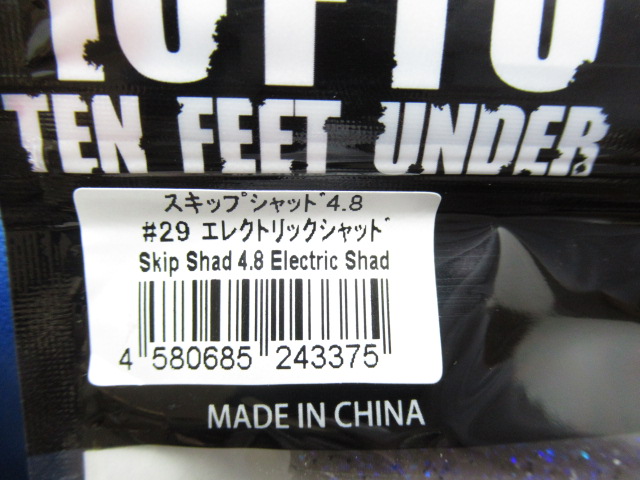 TEN FEET UNDER
スキップシャッド4.8
#29 エレクトリックシャッド
Skip Shad 4.8 Electric Shad
4 580685 243375
MADE IN CHINA